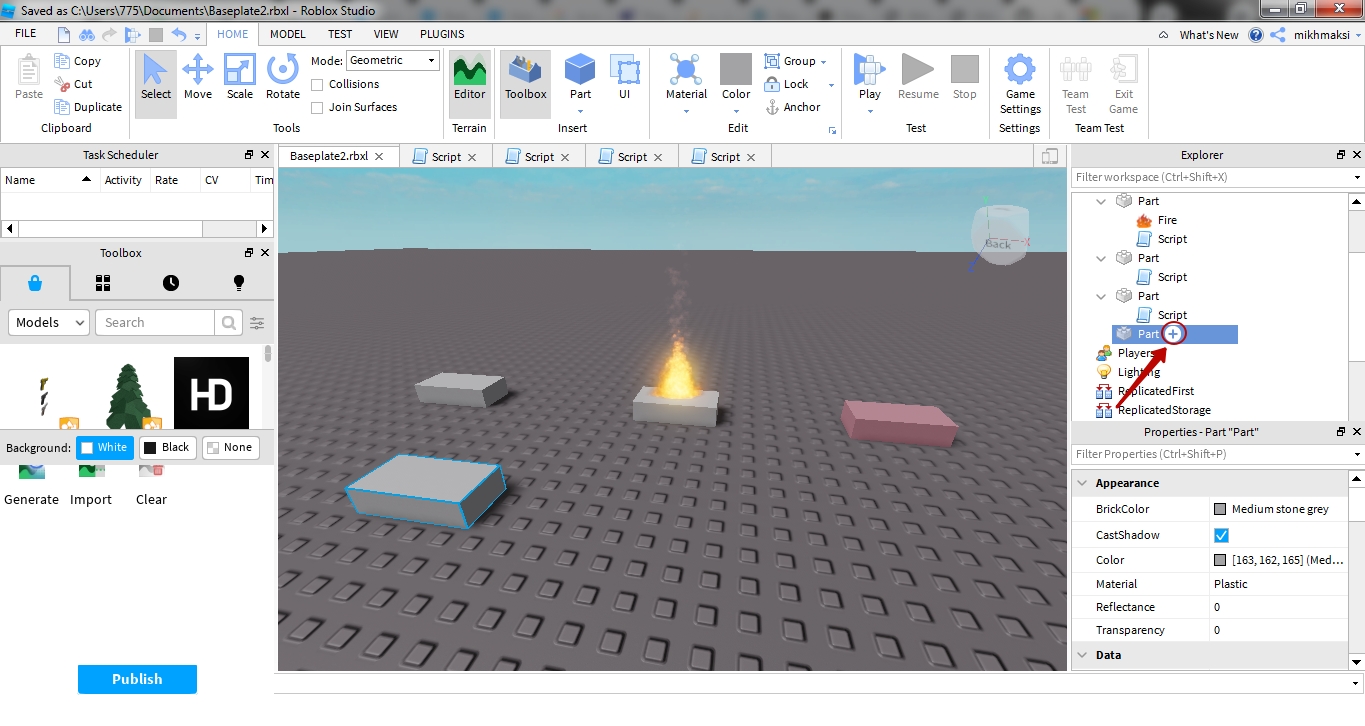 Saved as C:\Users\775\Documents\Baseplate2.rbxl - Roblox Studio
FILE HOME MODEL TEST VIEW PLUGINS What's New mikhmaksi
Paste Copy Cut Duplicate
Clipboard
Select Move Scale Rotate
Mode: Geometric
Collisions
Join Surfaces
Tools
Editor
Terrain
Toolbox Part UI
Insert
Material Color Group Lock Anchor
Edit
Play Resume Stop
Test
Game Settings
Settings
Team Test Exit Game
Team Test
Task Scheduler
Name Activity Rate CV Tim
Toolbox
Models Search
HD
Background: White Black None
Generate Import Clear
Publish
Baseplate2.rbxl Script Script Script Script
Back
X
Explorer
Filter workspace (Ctrl+Shift+X)
Part
Fire
Script
Part
Script
Part
Script
Part
Players
Lighting
ReplicatedFirst
ReplicatedStorage
Properties - Part "Part"
Filter Properties (Ctrl+Shift+P)
Appearance
BrickColor Medium stone grey
CastShadow
Color [163, 162, 165] (Med...
Material Plastic
Reflectance 0
Transparency 0
Data